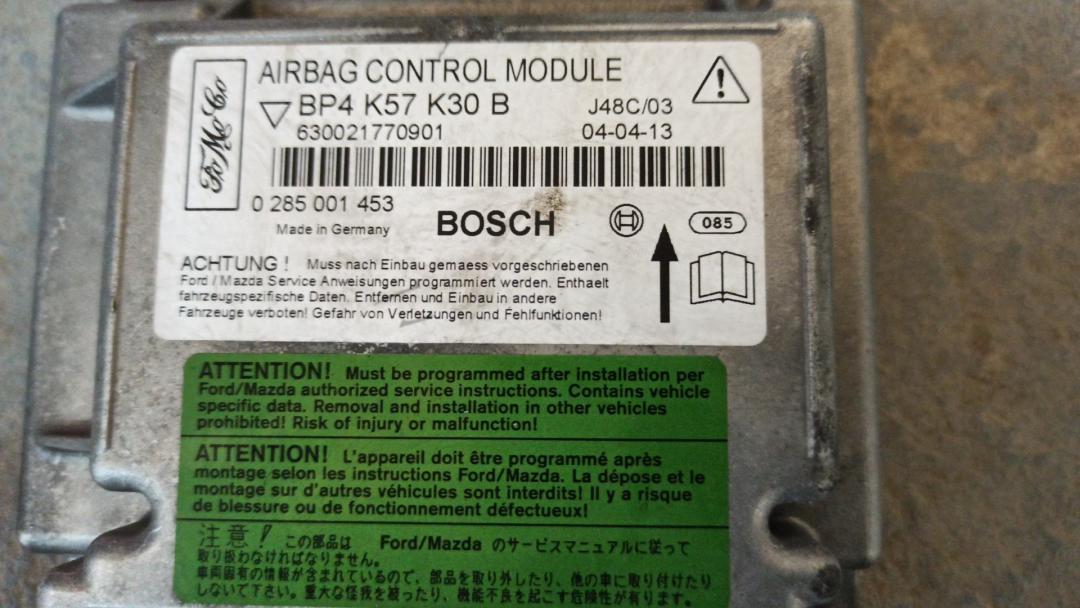 FoMoCo
AIRBAG CONTROL MODULE
BP4 K57 K30 B
J48C/03
630021770901
04-04-13
0 285 001 453
Made in Germany
BOSCH
085
ACHTUNG ! Muss nach Einbau gemaess vorgeschriebenen
Ford / Mazda Service Anweisungen programmiert werden. Enthaelt
fahrzeugspezifische Daten. Entfernen und Einbau in andere
Fahrzeuge verboten! Gefahr von Verletzungen und Fehlfunktionen!
ATTENTION! Must be programmed after installation per
Ford/Mazda authorized service instructions. Contains vehicle
specific data. Removal and installation in other vehicles
prohibited! Risk of injury or malfunction!
ATTENTION! L'appareil doit être programmé après
montage selon les instructions Ford/Mazda. La dépose et le
montage sur d'autres véhicules sont interdits! Il y a risque
de blessure ou de fonctionnement défectueux!
注意! この部品は Ford/Mazda のサービスマニュアルに従って
取り扱わなければなりません。
車両固有の情報が含まれているので、部品を取り外したり、他の車に取り付けたり
しないで下さい。重大な怪我を被ったり、機能不良を起こす危険性が有ります。